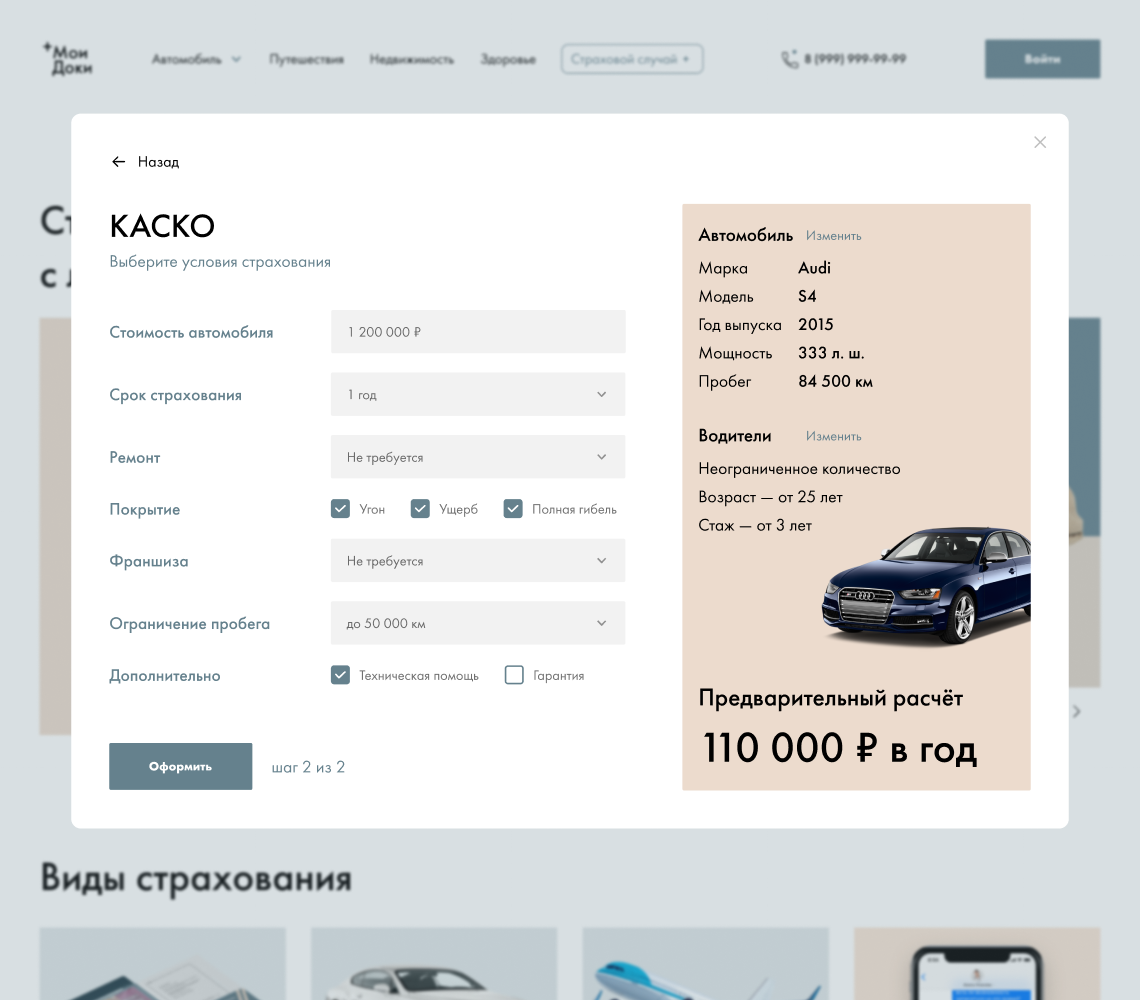 Мои
Доки
Автомобиль
Путешествия
Недвижимость
Здоровье
Страховой случай +
8 (999) 999-99-99
Войти
Назад
КАСКО
Выберите условия страхования
Стоимость автомобиля
1 200 000 ₽
Срок страхования
1 год
Ремонт
Не требуется
Покрытие
Угон
Ущерб
Полная гибель
Франшиза
Не требуется
Ограничение пробега
до 50 000 км
Дополнительно
Техническая помощь
Гарантия
Оформить
шаг 2 из 2
Автомобиль Изменить
Марка Audi
Модель S4
Год выпуска 2015
Мощность 333 л. ш.
Пробег 84 500 км
Водители Изменить
Неограниченное количество
Возраст — от 25 лет
Стаж — от 3 лет
Предварительный расчёт
110 000 ₽ в год
Виды страхования